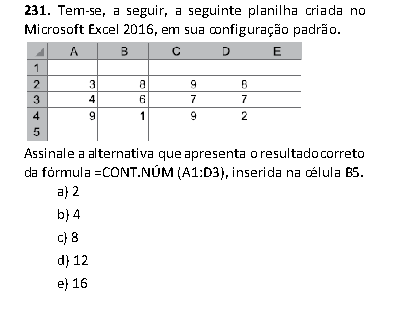 231. Tem-se, a seguir, a seguinte planilha criada no
Microsoft Excel 2016, em sua configuração padrão.
A B C D E
1
2 3 8 9 8
3 4 6 7 7
4 9 1 9 2
5
Assinale a alternativa que apresenta o resultado correto
da fórmula =CONT.NÚM (A1:D3), inserida na célula B5.
a) 2
b) 4
c) 8
d) 12
e) 16